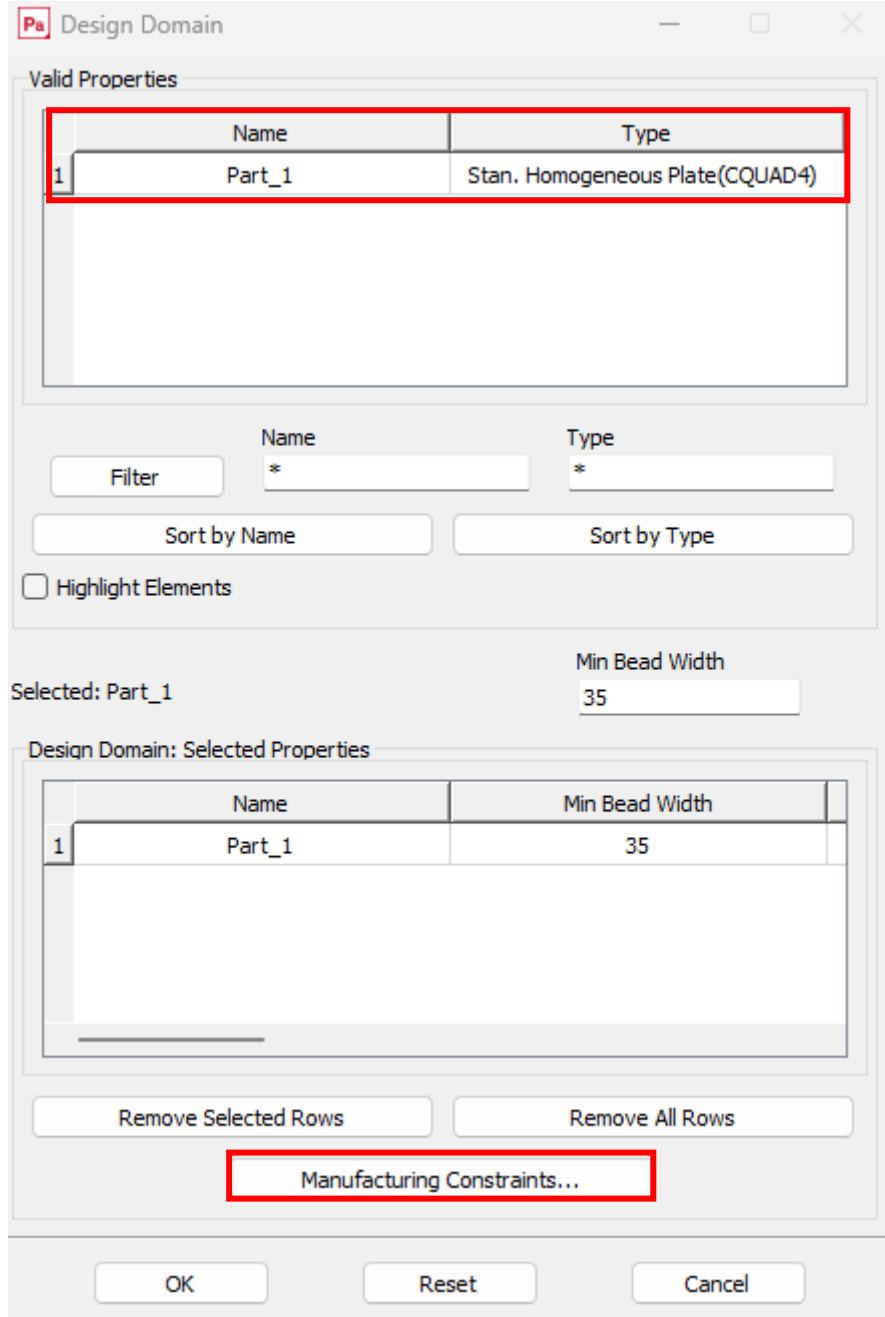 Pa Design Domain
Valid Properties
Name Type
1 Part_1 Stan. Homogeneous Plate(CQUAD4)
Name Type
Filter * *
Sort by Name Sort by Type
Highlight Elements
Min Bead Width
Selected: Part_1 35
Design Domain: Selected Properties
Name Min Bead Width
1 Part_1 35
Remove Selected Rows Remove All Rows
Manufacturing Constraints...
OK Reset Cancel